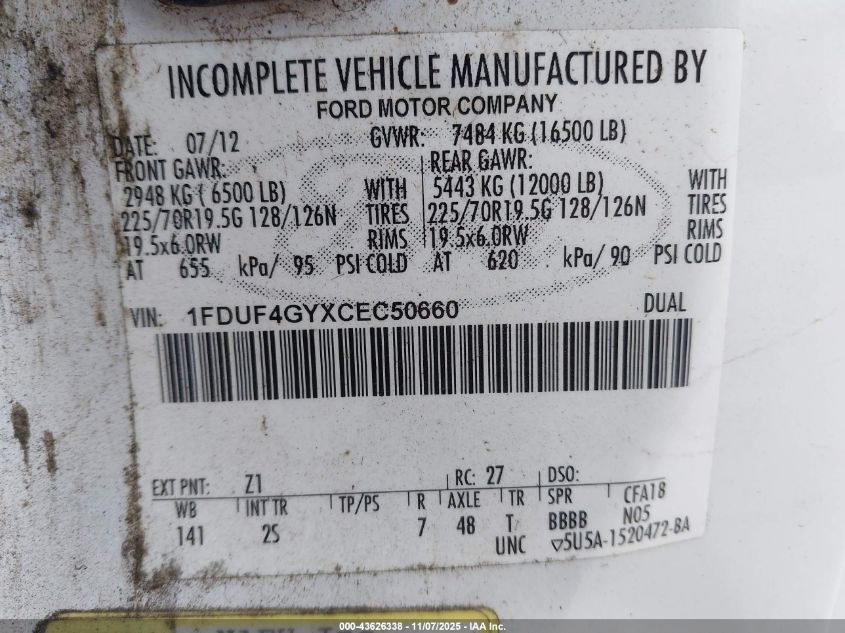 INCOMPLETE VEHICLE MANUFACTURED BY
FORD MOTOR COMPANY
DATE: 07/12 GVWR: 7484 KG (16500 LB)
FRONT GAWR: REAR GAWR:
2948 KG ( 6500 LB) WITH 5443 KG (12000 LB) WITH
225/70R19.5G 128/126N TIRES 225/70R19.5G 128/126N TIRES
19.5x6.0RW RIMS 19.5x6.0RW RIMS
AT 655 kPa/ 95 PSI COLD AT 620 kPa/ 90 PSI COLD
VIN: 1FDUF4GYXCEC50660 DUAL
EXT PNT: Z1 RC: 27 DSO:
WB INT TR TP/PS R AXLE TR SPR CFA18
141 2S 7 48 T BBBB N05
UNC ▽5U5A-1520472-BA
000-43626338 - 11/07/2025 - IAA Inc.